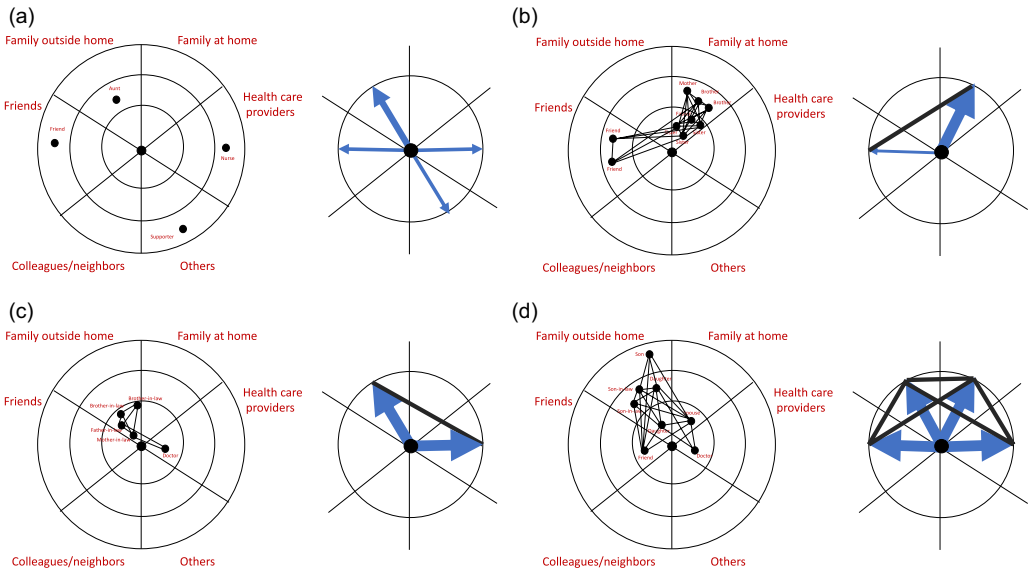 (a)
Family outside home
Family at home
Friends
Health care
providers
Aunt
Friend
Nurse
Supporter
Colleagues/neighbors
Others
(b)
Family outside home
Family at home
Friends
Health care
providers
Mother
Brother
Brother
Friend
Friend
Colleagues/neighbors
Others
(c)
Family outside home
Family at home
Friends
Health care
providers
Brother-in-law
Brother-in-law
Father-in-law
Mother-in-law
Doctor
Colleagues/neighbors
Others
(d)
Family outside home
Family at home
Friends
Health care
providers
Son
Daughter
Son-in-law
Son-in-law
Spouse
Daughter
Friend
Doctor
Colleagues/neighbors
Others